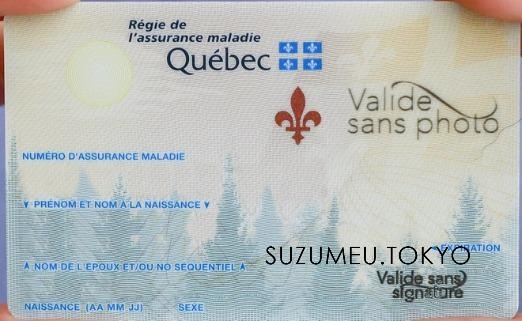 Régie de
l'assurance maladie
Québec
Valide
sans photo
NUMÉRO D'ASSURANCE MALADIE
▼ PRÉNOM ET NOM À LA NAISSANCE ▼
EXPIRATION
SUZUMEU.TOKYO
▲ NOM DE L'ÉPOUX ET/OU NO SÉQUENTIEL ▲
Valide sans
signature
NAISSANCE (AA MM JJ) SEXE